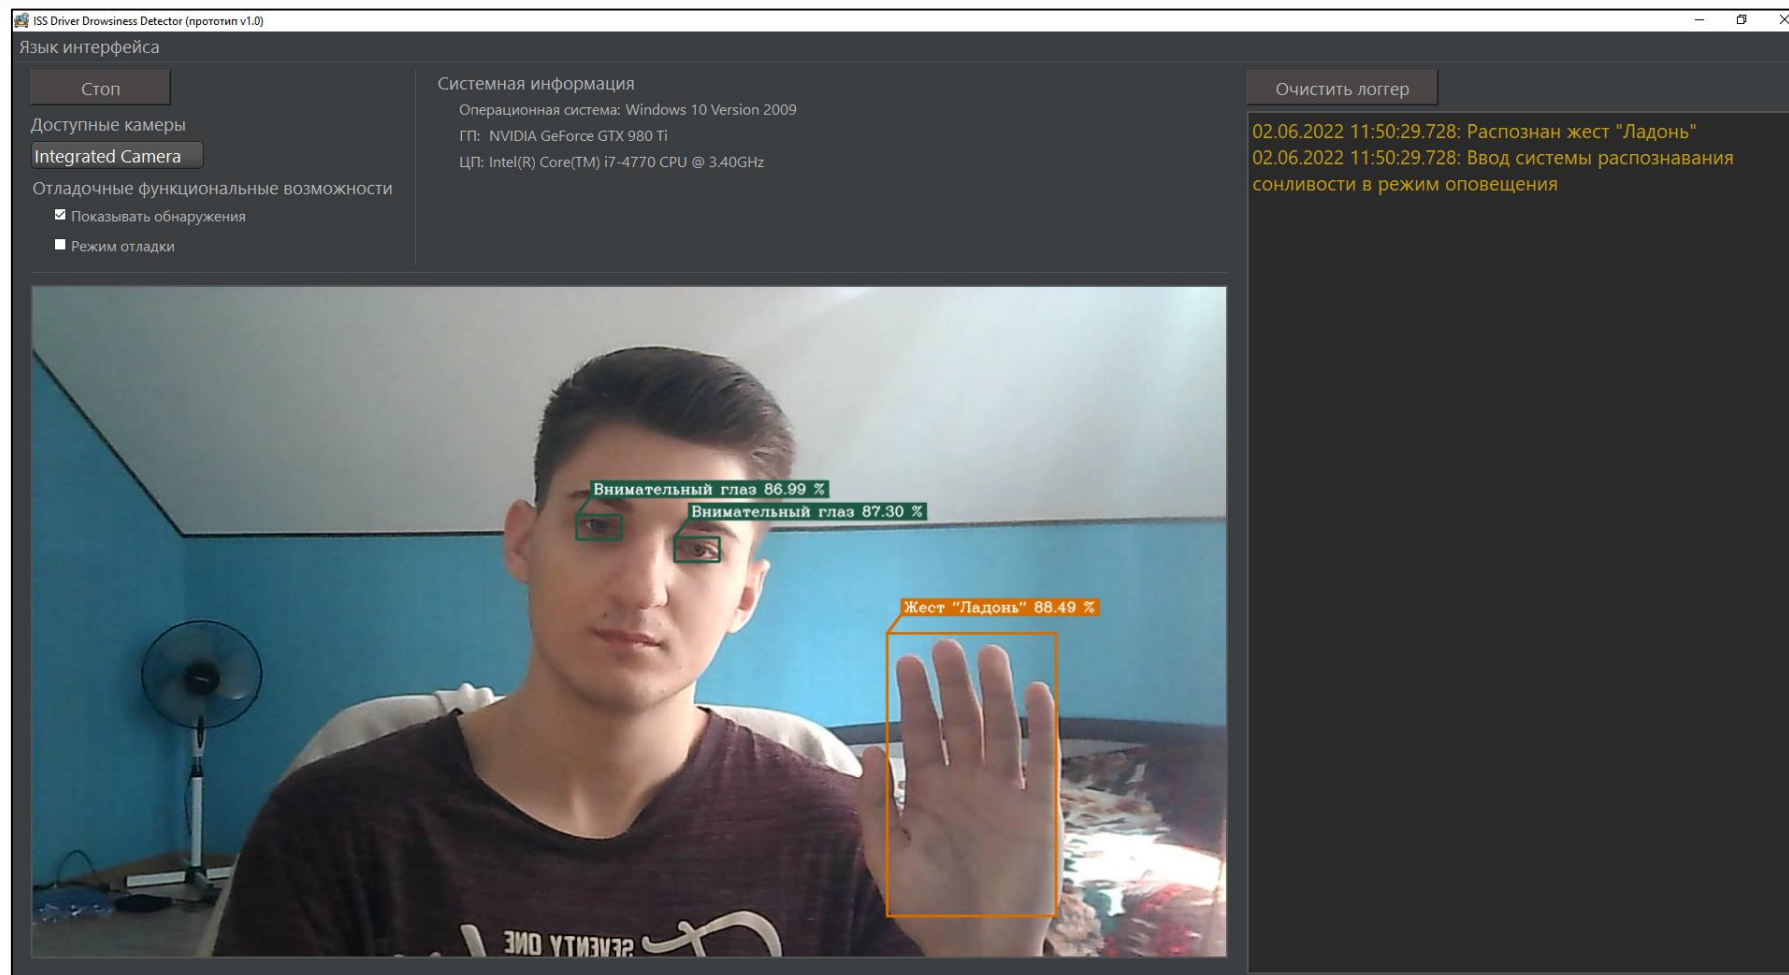 ISS Driver Drowsiness Detector (прототип v1.0)
Язык интерфейса
Стоп
Доступные камеры
Integrated Camera
Отладочные функциональные возможности
Показывать обнаружения
Режим отладки
Системная информация
Операционная система: Windows 10 Version 2009
ГП: NVIDIA GeForce GTX 980 Ti
ЦП: Intel(R) Core(TM) i7-4770 CPU @ 3.40GHz
Очистить логгер
02.06.2022 11:50:29.728: Распознан жест "Ладонь"
02.06.2022 11:50:29.728: Ввод системы распознавания
сонливости в режим оповещения
Внимательный глаз 86.99 %
Внимательный глаз 87.30 %
Жест "Ладонь" 88.49 %
SEVENTY ONE